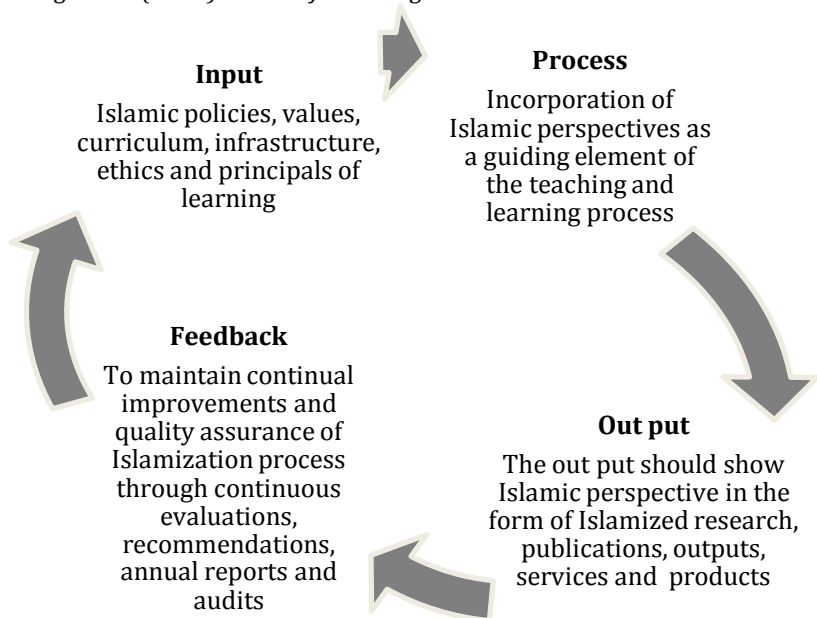 Input
Islamic policies, values,
curriculum, infrastructure,
ethics and principals of
learning
Process
Incorporation of
Islamic perspectives as
a guiding element of
the teaching and
learning process
Out put
The out put should show
Islamic perspective in the
form of Islamized research,
publications, outputs,
services and products
Feedback
To maintain continual
improvements and
quality assurance of
Islamization process
through continuous
evaluations,
recommendations,
annual reports and
audits